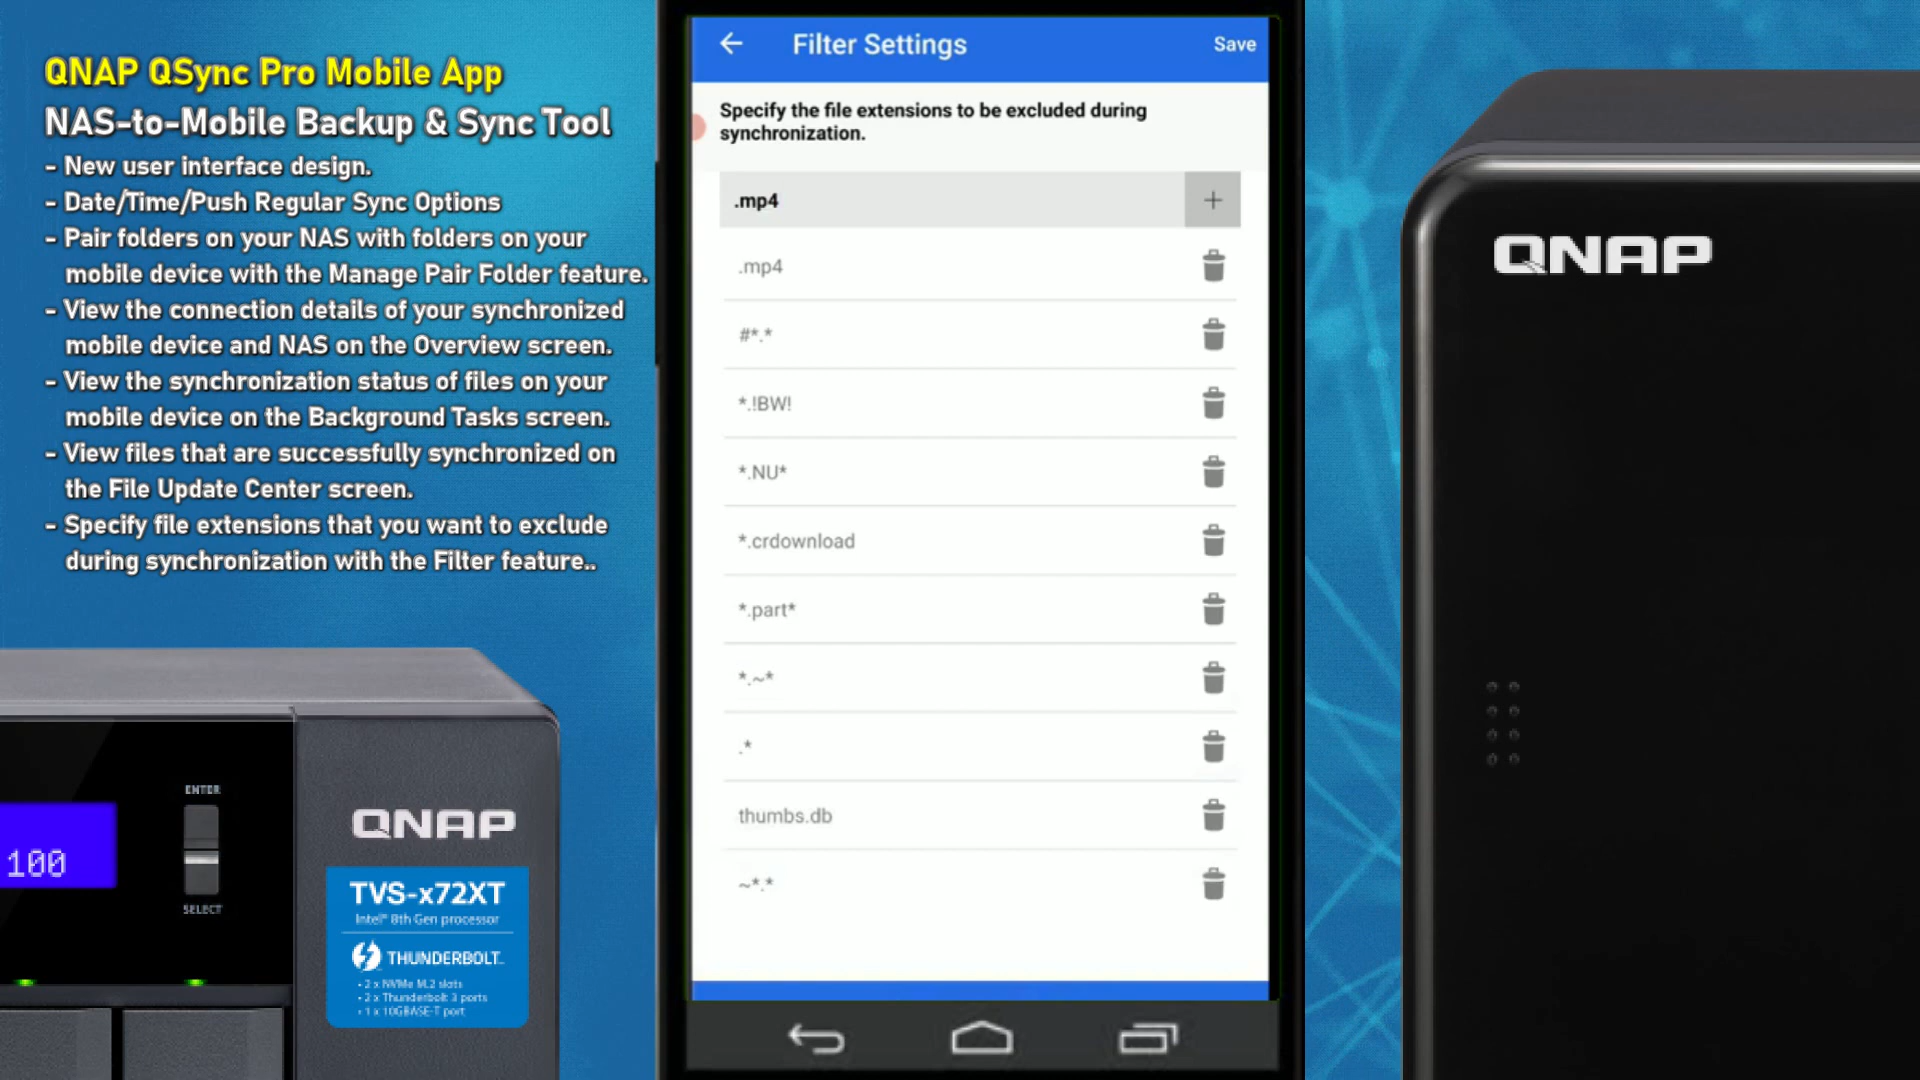 QNAP QSync Pro Mobile App
NAS-to-Mobile Backup & Sync Tool
- New user interface design.
- Date/Time/Push Regular Sync Options
- Pair folders on your NAS with folders on your
mobile device with the Manage Pair Folder feature.
- View the connection details of your synchronized
mobile device and NAS on the Overview screen.
- View the synchronization status of files on your
mobile device on the Background Tasks screen.
- View files that are successfully synchronized on
the File Update Center screen.
- Specify file extensions that you want to exclude
during synchronization with the Filter feature..
ENTER
100
SELECT
QNAP
TVS-x72XT
Intel® 8th Gen processor
THUNDERBOLT™
• 2 x NVMe M.2 slots
• 2 x Thunderbolt 3 ports
• 1 x 10GBASE-T port
Filter Settings
Save
Specify the file extensions to be excluded during
synchronization.
.mp4
+
.mp4
#*.*
*.!BW!
*.NU*
*.crdownload
*.part*
*.~*
.*
thumbs.db
~*.*
QNAP